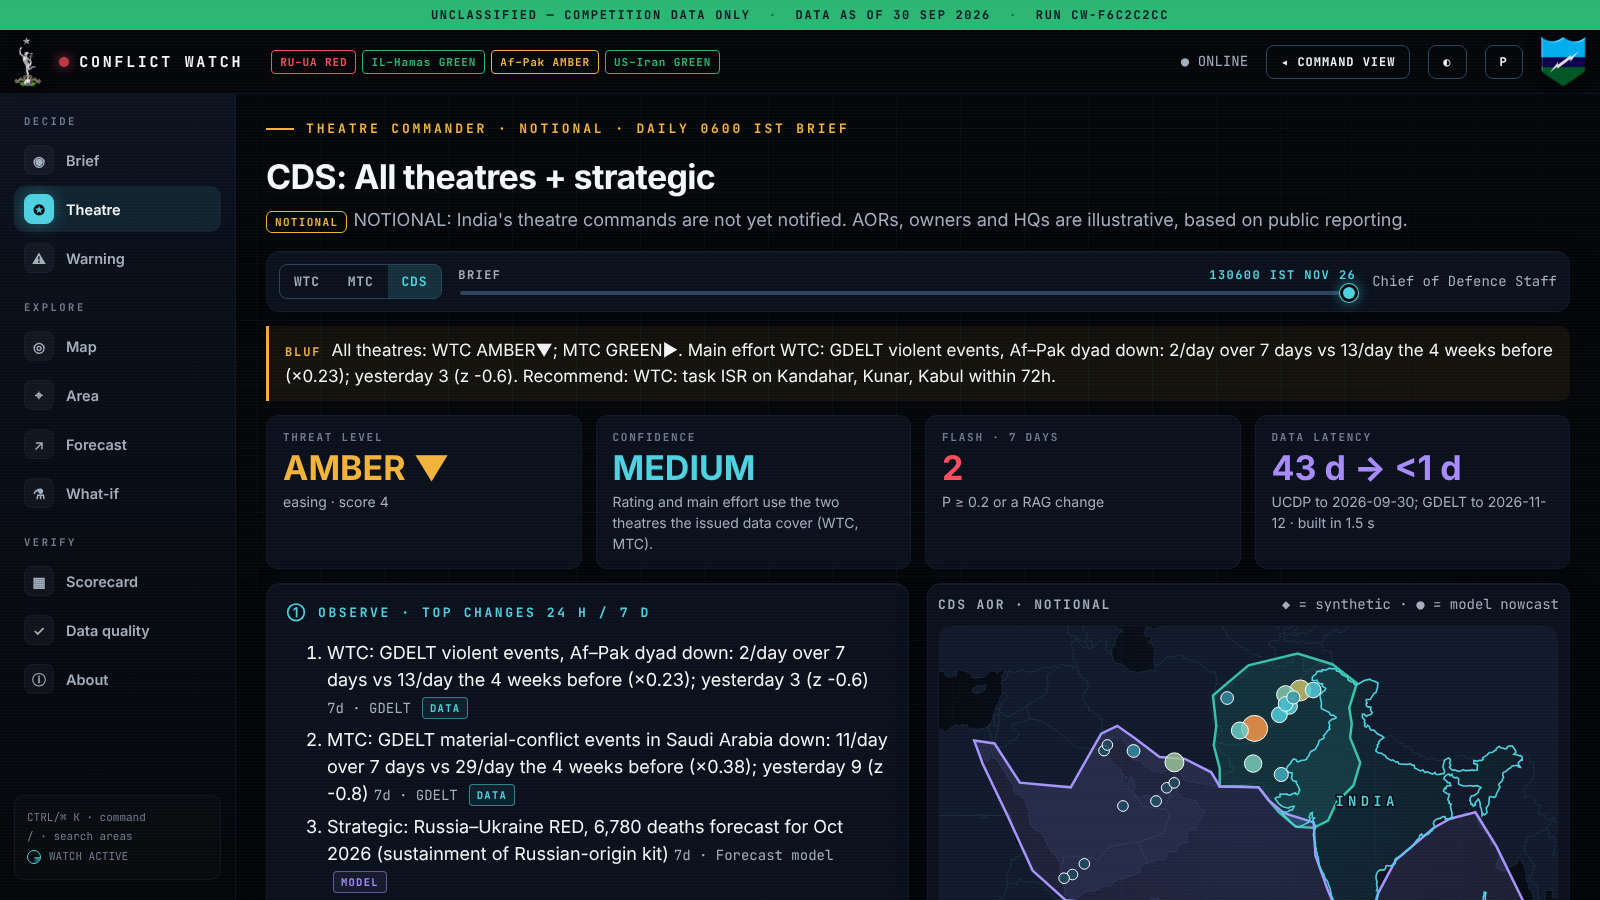 UNCLASSIFIED — COMPETITION DATA ONLY · DATA AS OF 30 SEP 2026 · RUN CW-F6C2C2CC
CONFLICT WATCH
RU–UA RED
IL–Hamas GREEN
Af–Pak AMBER
US–Iran GREEN
● ONLINE
◂ COMMAND VIEW
P
DECIDE
Brief
Theatre
Warning
EXPLORE
Map
Area
Forecast
What-if
VERIFY
Scorecard
Data quality
About
CTRL/⌘ K · command
/ · search areas
WATCH ACTIVE
THEATRE COMMANDER · NOTIONAL · DAILY 0600 IST BRIEF
CDS: All theatres + strategic
NOTIONAL NOTIONAL: India's theatre commands are not yet notified. AORs, owners and HQs are illustrative, based on public reporting.
WTC MTC CDS
BRIEF
130600 IST NOV 26
Chief of Defence Staff
BLUF All theatres: WTC AMBER▼; MTC GREEN▶. Main effort WTC: GDELT violent events, Af–Pak dyad down: 2/day over 7 days vs 13/day the 4 weeks before
(×0.23); yesterday 3 (z -0.6). Recommend: WTC: task ISR on Kandahar, Kunar, Kabul within 72h.
THREAT LEVEL
AMBER ▼
easing · score 4
CONFIDENCE
MEDIUM
Rating and main effort use the two
theatres the issued data cover (WTC,
MTC).
FLASH · 7 DAYS
2
P ≥ 0.2 or a RAG change
DATA LATENCY
43 d → <1 d
UCDP to 2026-09-30; GDELT to 2026-11-
12 · built in 1.5 s
① OBSERVE · TOP CHANGES 24 H / 7 D
1. WTC: GDELT violent events, Af–Pak dyad down: 2/day over 7
days vs 13/day the 4 weeks before (×0.23); yesterday 3 (z -0.6)
7d · GDELT DATA
2. MTC: GDELT material-conflict events in Saudi Arabia down: 11/day
over 7 days vs 29/day the 4 weeks before (×0.38); yesterday 9 (z
-0.8) 7d · GDELT DATA
3. Strategic: Russia–Ukraine RED, 6,780 deaths forecast for Oct
2026 (sustainment of Russian-origin kit) 7d · Forecast model
MODEL
CDS AOR · NOTIONAL
◆ = synthetic · ● = model nowcast
INDIA